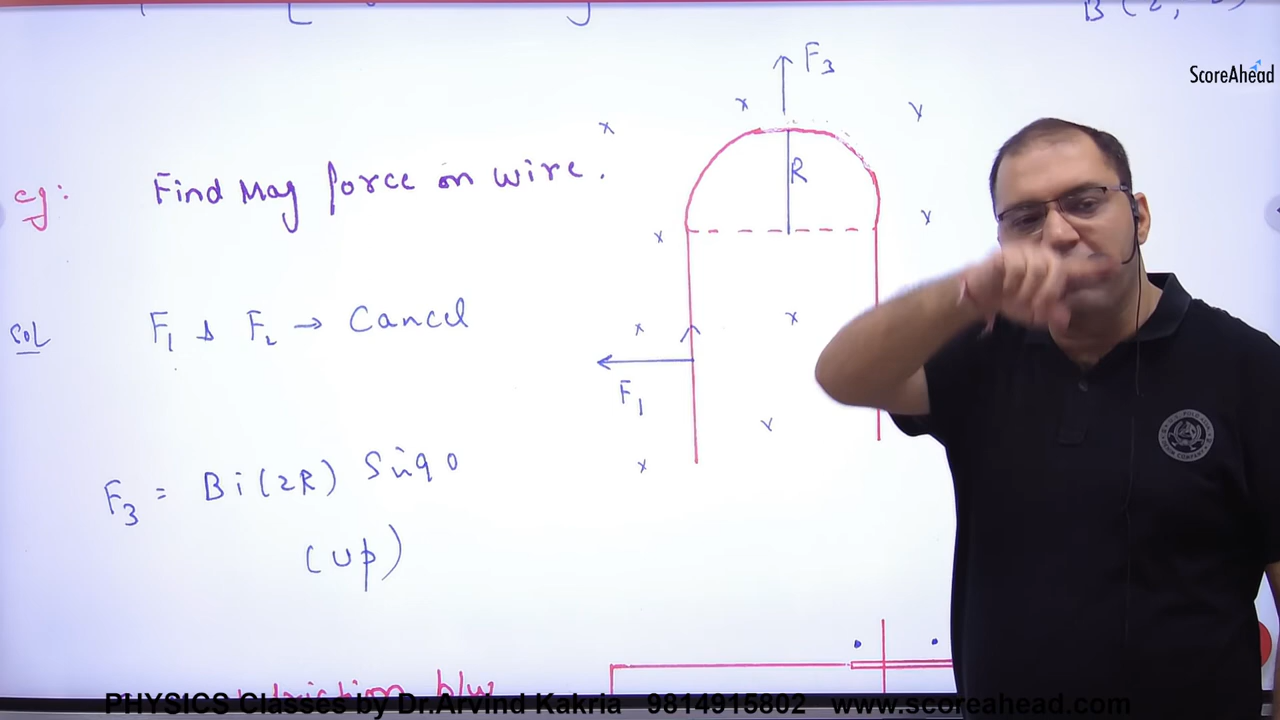 B (2,
F3
ScoreAhead
eg: Find Mag force on wire.
R
Sol F1 & F2 → Cancel
F1
F3 = Bi(2R) Sin90
(up)
b/w
PHYSICS Classes by Dr.Arvind Kakria 9814915802 www.scoreahead.com